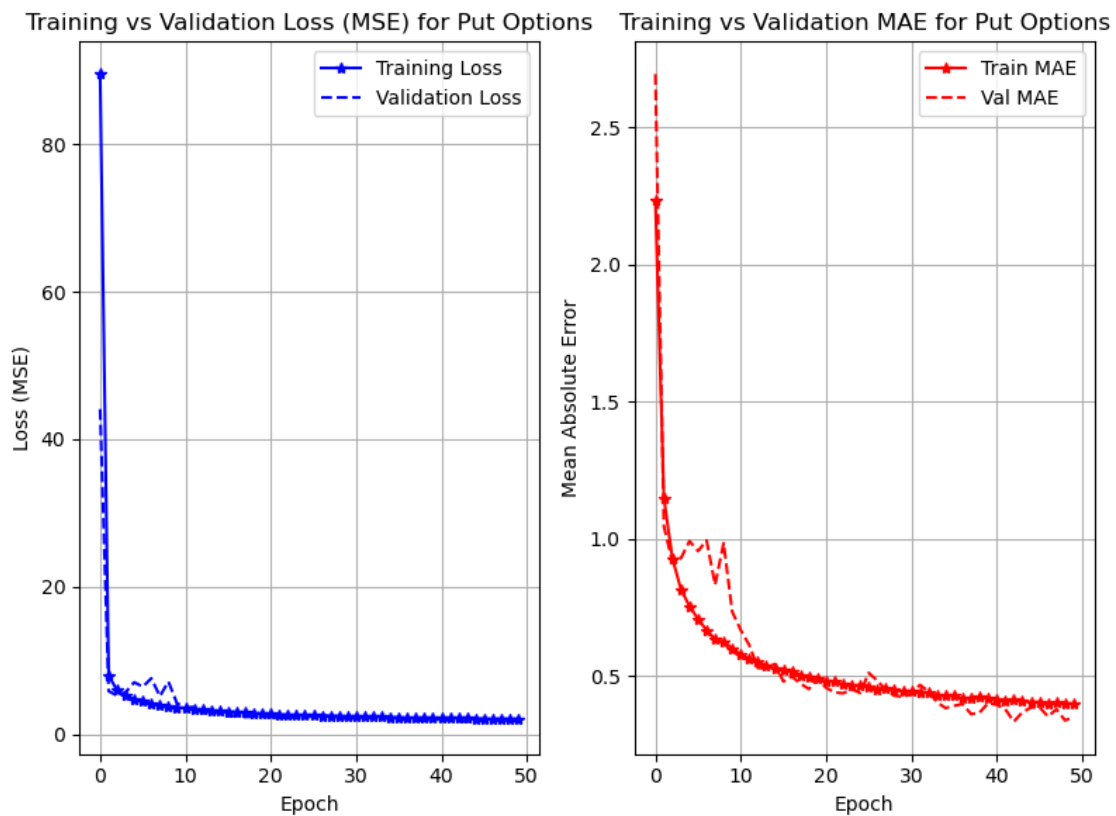 Training vs Validation Loss (MSE) for Put Options
Training Loss
Validation Loss
80
60
40
20
0
Loss (MSE)
0 10 20 30 40 50
Epoch
Training vs Validation MAE for Put Options
Train MAE
Val MAE
2.5
2.0
1.5
1.0
0.5
Mean Absolute Error
0 10 20 30 40 50
Epoch